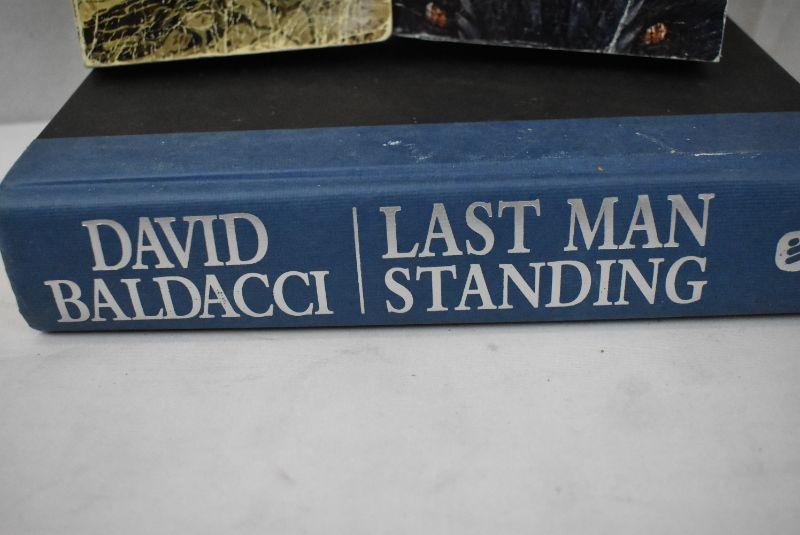 DAVID
BALDACCI
LAST MAN
STANDING